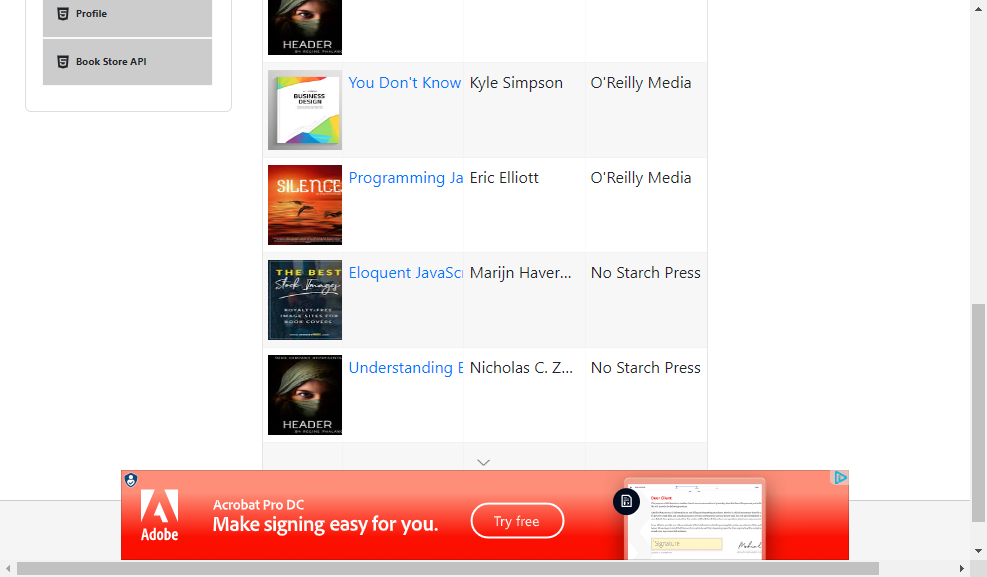 Profile
HEADER
BY REGINE PHALANGE
You Don't Know
Kyle Simpson
O'Reilly Media
BUSINESS
DESIGN
Programming Ja
Eric Elliott
O'Reilly Media
SILENCE
Book Store API
Eloquent JavaSc
Marijn Haver...
No Starch Press
THE BEST
Stock Images
ROYALTY-FREE
IMAGE SITES FOR
BOOK COVERS
Understanding E
Nicholas C. Z...
No Starch Press
HEADER
Adobe
Acrobat Pro DC
Make signing easy for you.
Try free
Dear Client,
Signature